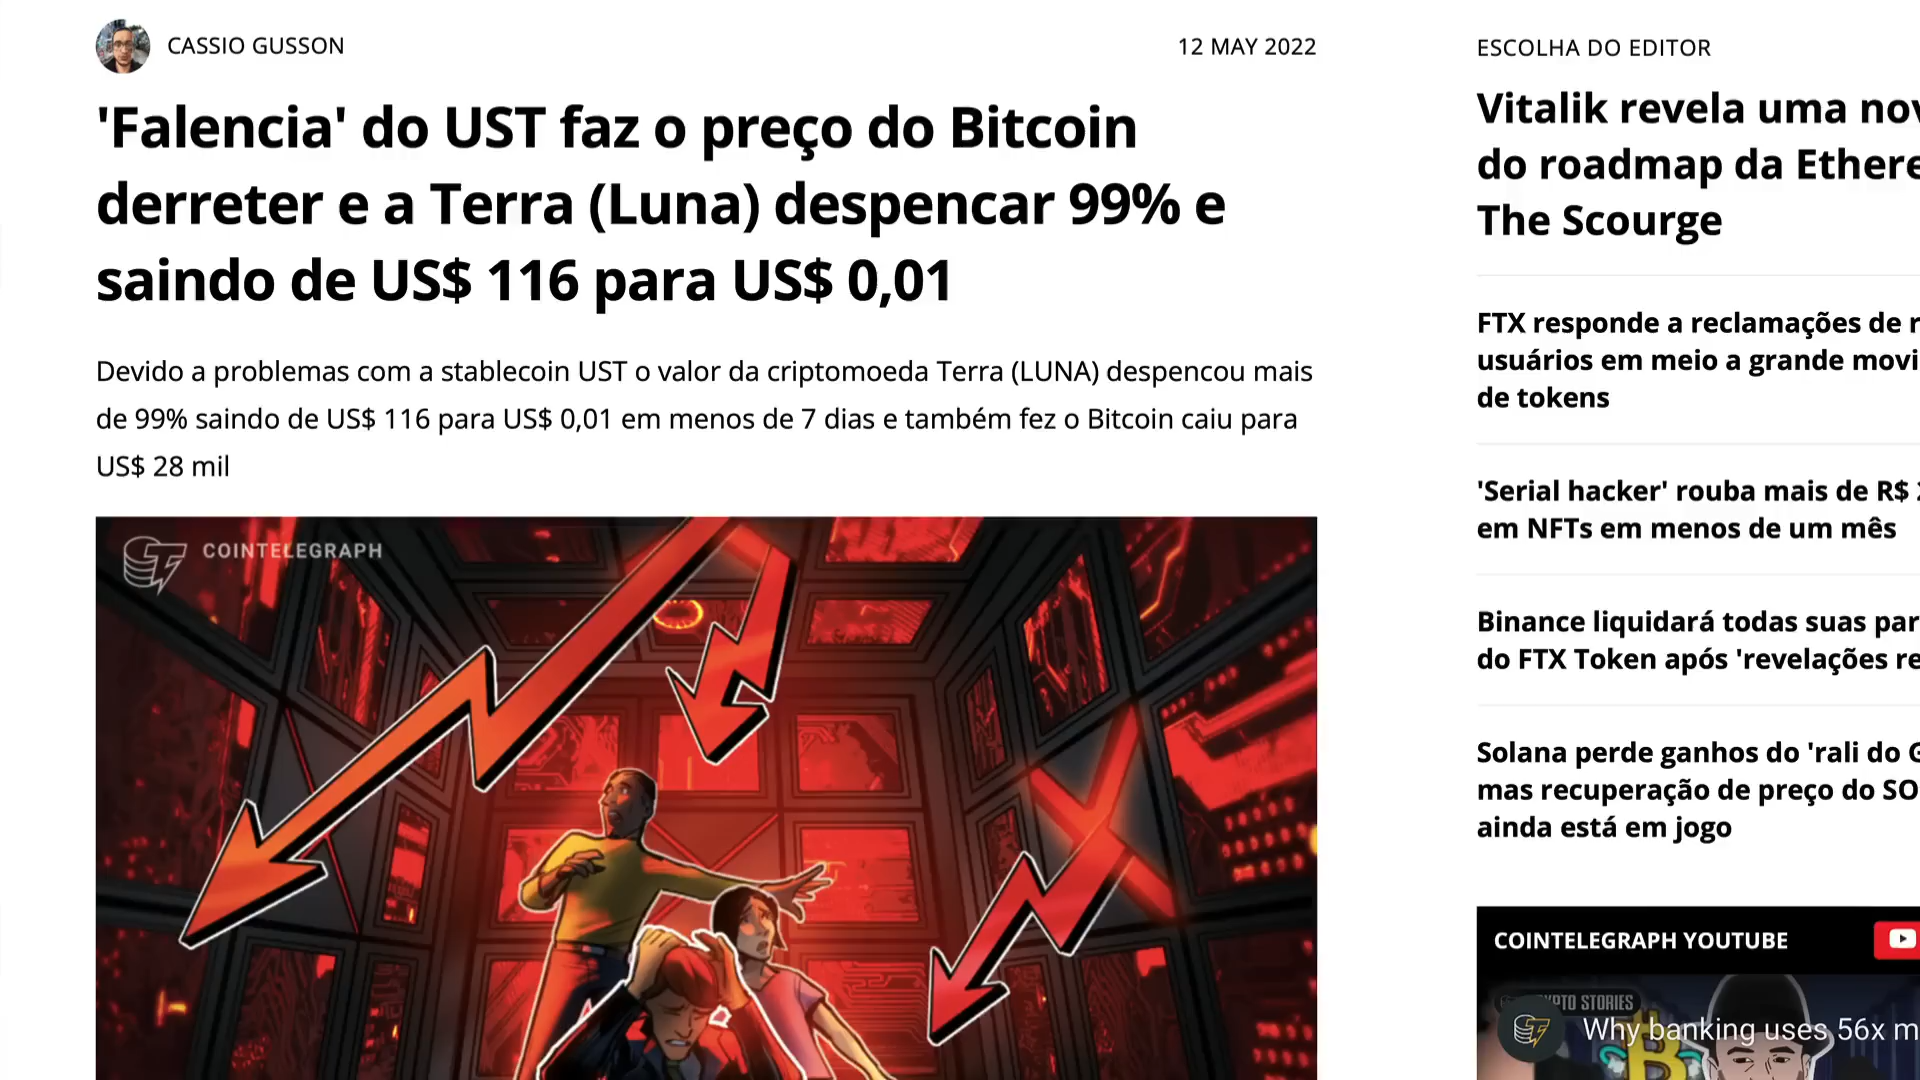 CASSIO GUSSON
12 MAY 2022
'Falencia' do UST faz o preço do Bitcoin
derreter e a Terra (Luna) despencar 99% e
saindo de US$ 116 para US$ 0,01
Devido a problemas com a stablecoin UST o valor da criptomoeda Terra (LUNA) despencou mais
de 99% saindo de US$ 116 para US$ 0,01 em menos de 7 dias e também fez o Bitcoin caiu para
US$ 28 mil
COINTELEGRAPH
ESCOLHA DO EDITOR
Vitalik revela uma
do roadmap da
The Scourge
FTX responde a reclamações de
usuários em meio a grande
de tokens
'Serial hacker' rouba mais de R$
em NFTs em menos de um mês
Binance liquidará todas suas
do FTX Token após 'revelações
Solana perde ganhos do 'rali do
mas recuperação de preço do
ainda está em jogo
COINTELEGRAPH YOUTUBE
STORIES
Why banking uses 56x